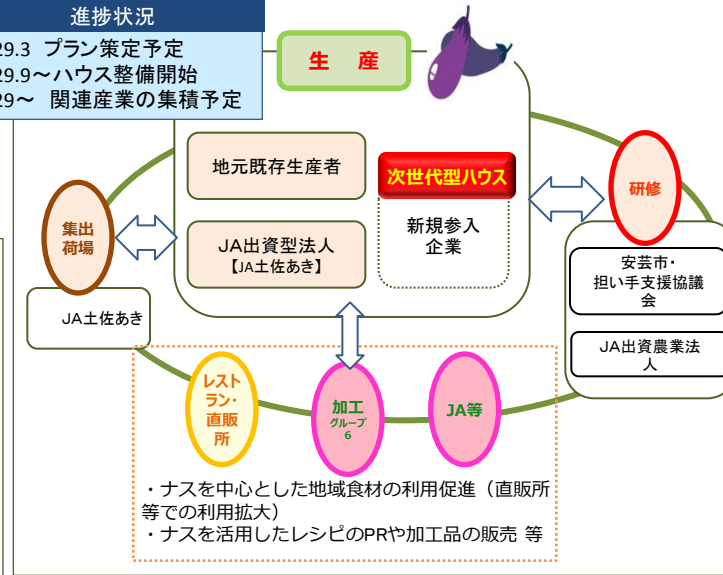 進捗状況
29.3 プラン策定予定
29.9～ハウス整備開始
29～ 関連産業の集積予定
生 産
地元既存生産者
次世代型ハウス
新規参入
企業
JA出資型法人
【JA土佐あき】
集出
荷場
JA土佐あき
研修
安芸市・
担い手支援協議
会
JA出資農業法
人
レスト
ラン・
直販
所
加工
グループ
6
JA等
・ナスを中心とした地域食材の利用促進（直販所
等での利用拡大）
・ナスを活用したレシピのPRや加工品の販売 等